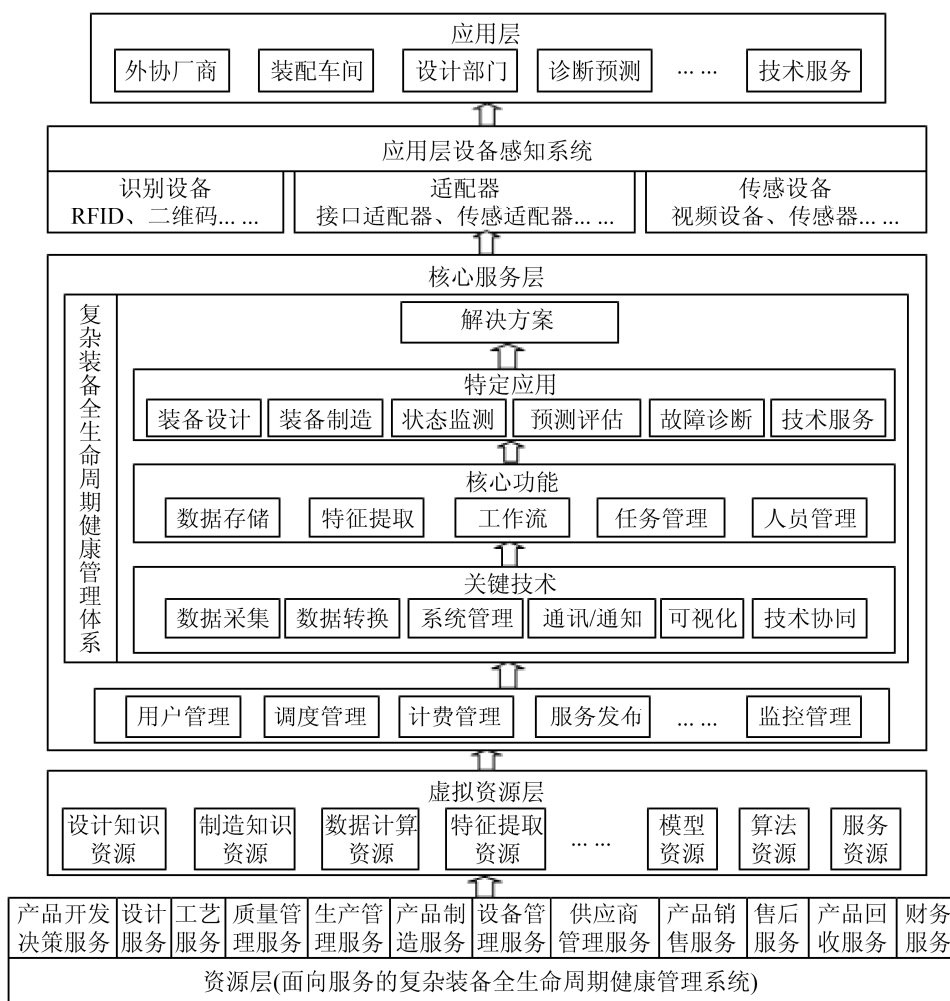 应用层
外协厂商 装配车间 设计部门 诊断预测 … … 技术服务
应用层设备感知系统
识别设备 适配器 传感设备
RFID、二维码… … 接口适配器、传感适配器… … 视频设备、传感器… …
核心服务层
复杂装备全生命周期健康管理体系
解决方案
特定应用
装备设计 装备制造 状态监测 预测评估 故障诊断 技术服务
核心功能
数据存储 特征提取 工作流 任务管理 人员管理
关键技术
数据采集 数据转换 系统管理 通讯/通知 可视化 技术协同
用户管理 调度管理 计费管理 服务发布 … … 监控管理
虚拟资源层
设计知识 制造知识 数据计算 特征提取 模型 算法 服务
资源 资源 资源 资源 … … 资源 资源 资源
产品开发 设计 工艺 质量管 生产管 产品制 设备管 供应商 产品销 售后 产品回 财务
决策服务 服务 服务 理服务 理服务 造服务 理服务 管理服务 售服务 服务 收服务 服务
资源层(面向服务的复杂装备全生命周期健康管理系统)